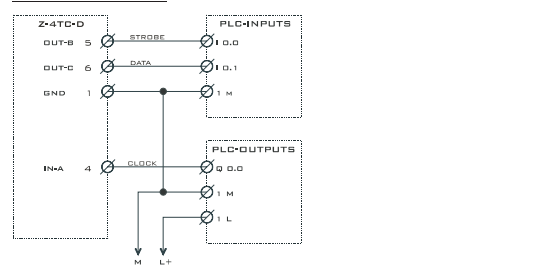 Z-4TC-D PLC-INPUTS
OUT-B 5 STROBE I 0.0
OUT-C 6 DATA I 0.1
GND 1 1 M
PLC-OUTPUTS
IN-A 4 CLOCK Q 0.0
1 M
1 L
M L+